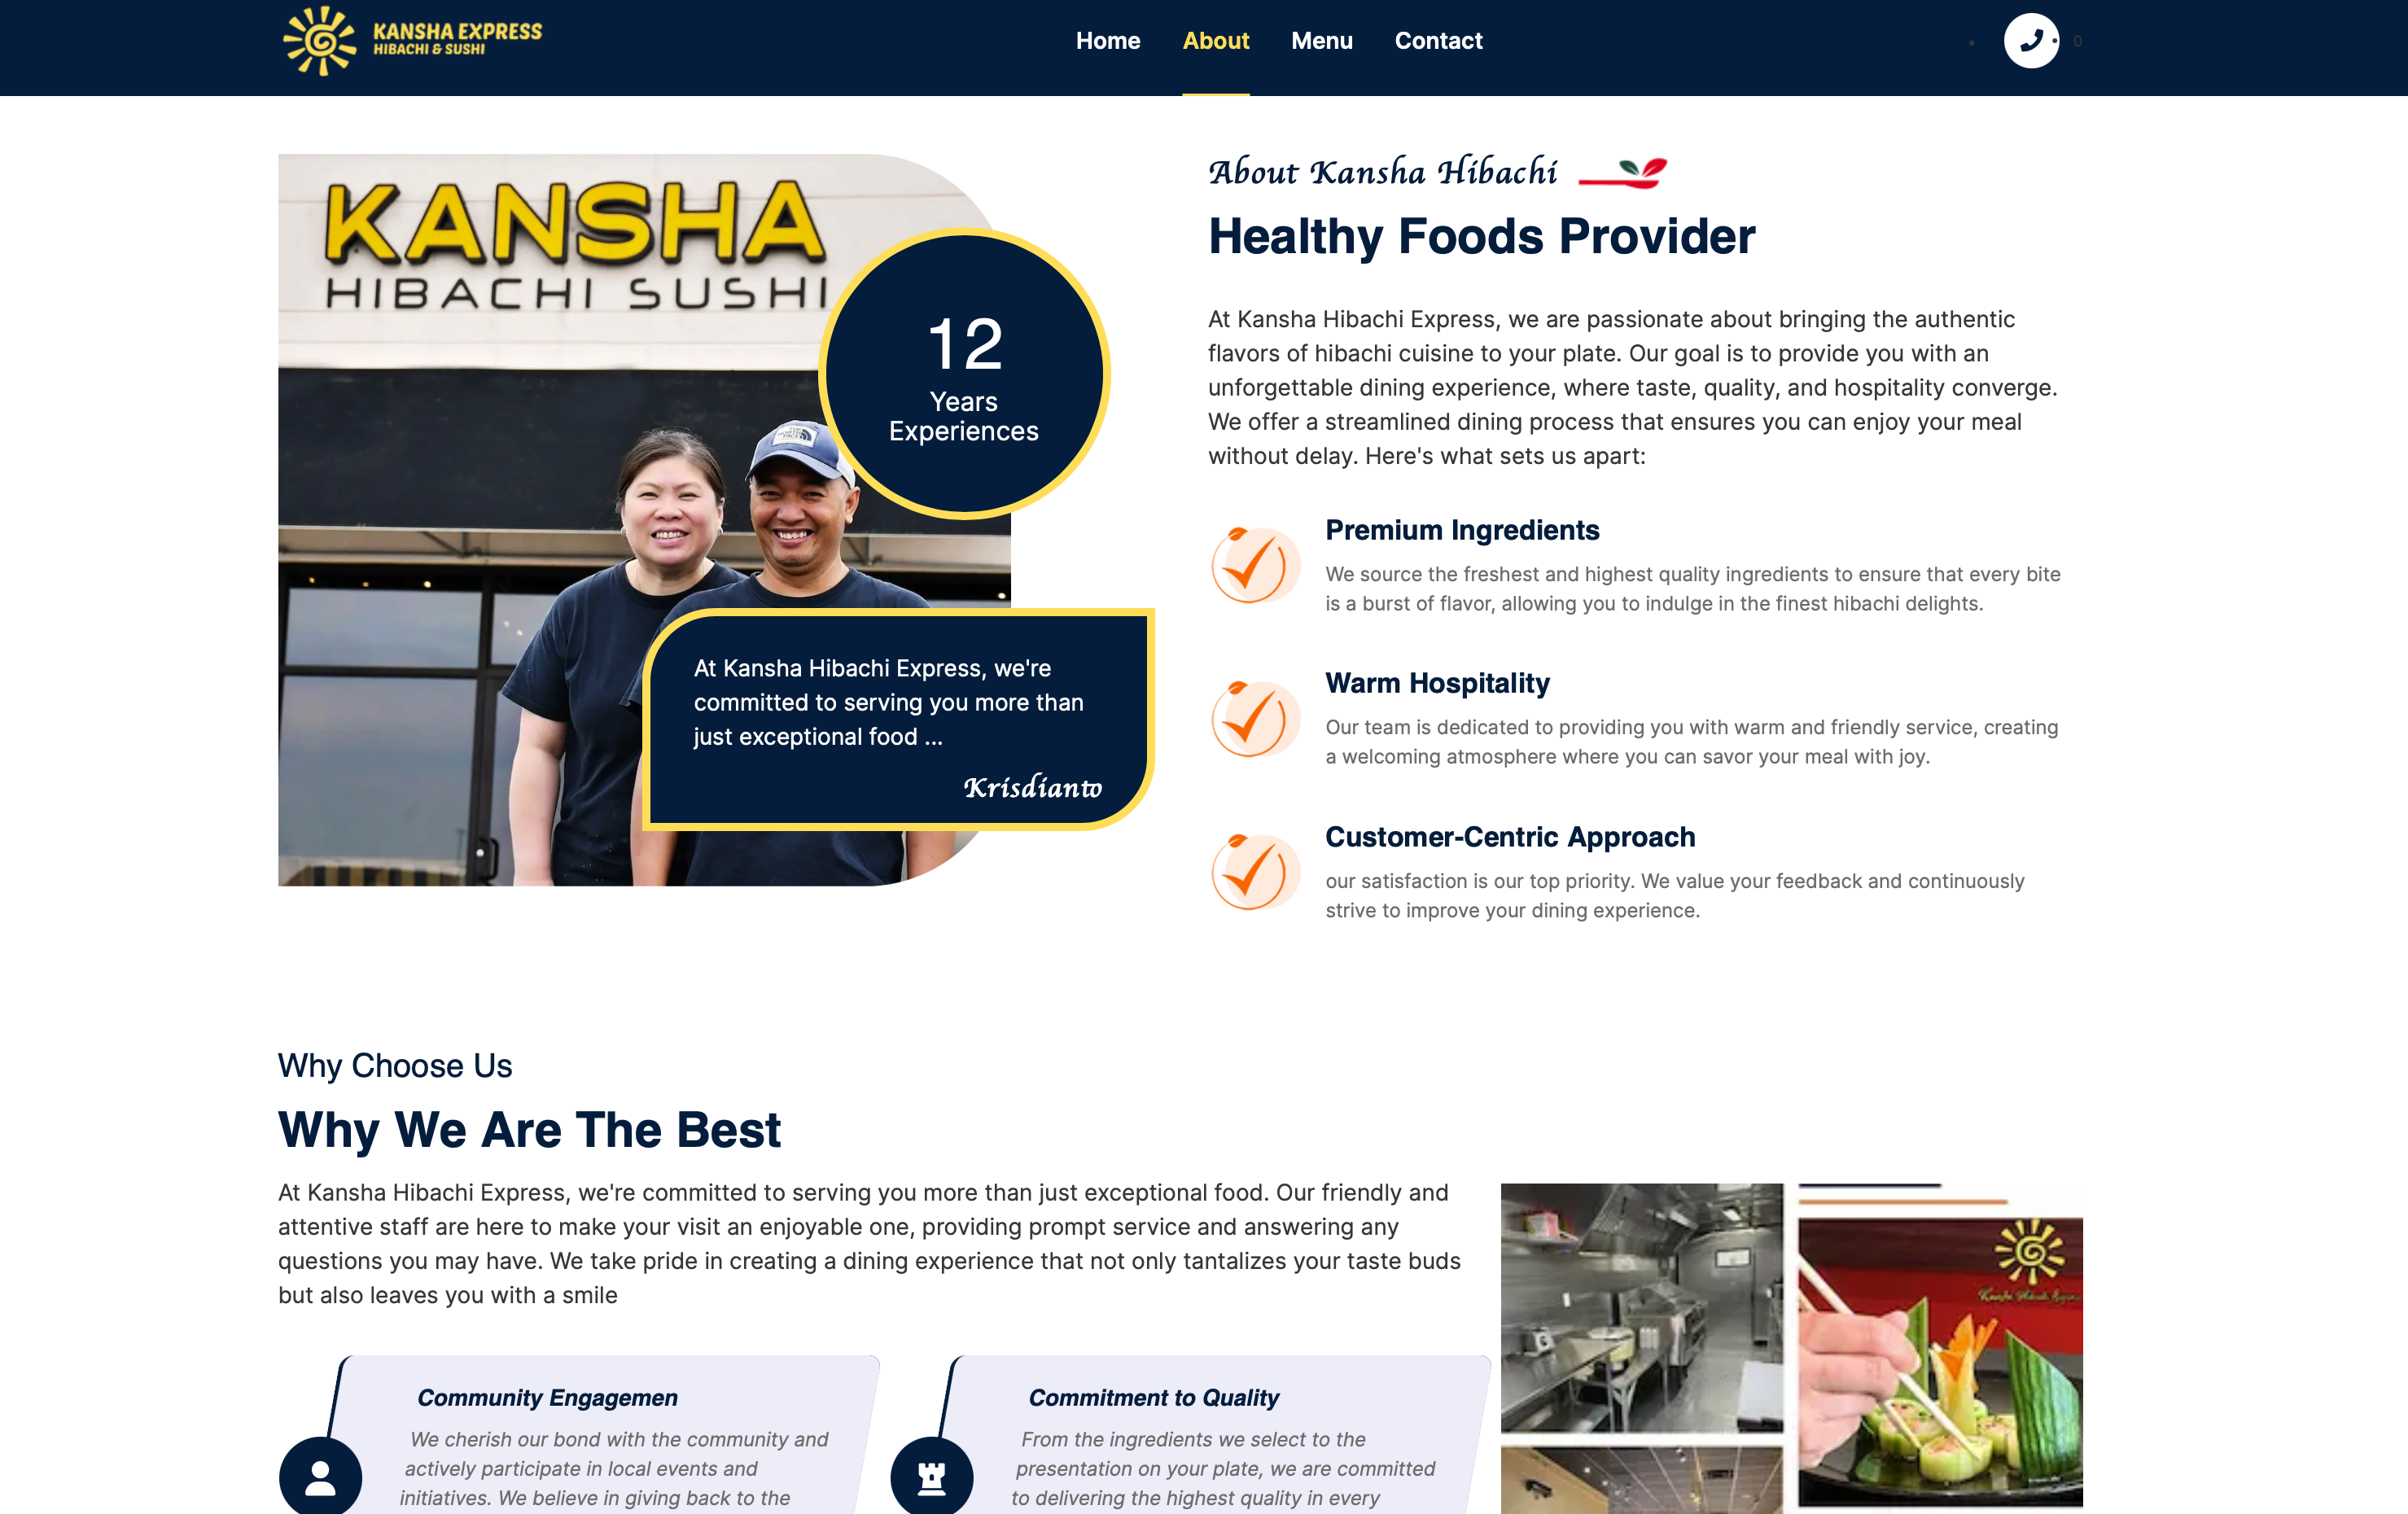 KANSHA EXPRESS
HIBACHI & SUSHI
Home
About
Menu
Contact
0
KANSHA
HIBACHI SUSHI
12
Years
Experiences
THE NORTH FACE
At Kansha Hibachi Express, we're
committed to serving you more than
just exceptional food ...
Krisdianto
About Kansha Hibachi
Healthy Foods Provider
At Kansha Hibachi Express, we are passionate about bringing the authentic
flavors of hibachi cuisine to your plate. Our goal is to provide you with an
unforgettable dining experience, where taste, quality, and hospitality converge.
We offer a streamlined dining process that ensures you can enjoy your meal
without delay. Here's what sets us apart:
Premium Ingredients
We source the freshest and highest quality ingredients to ensure that every bite
is a burst of flavor, allowing you to indulge in the finest hibachi delights.
Warm Hospitality
Our team is dedicated to providing you with warm and friendly service, creating
a welcoming atmosphere where you can savor your meal with joy.
Customer-Centric Approach
our satisfaction is our top priority. We value your feedback and continuously
strive to improve your dining experience.
Why Choose Us
Why We Are The Best
At Kansha Hibachi Express, we're committed to serving you more than just exceptional food. Our friendly and
attentive staff are here to make your visit an enjoyable one, providing prompt service and answering any
questions you may have. We take pride in creating a dining experience that not only tantalizes your taste buds
but also leaves you with a smile
Community Engagemen
We cherish our bond with the community and
actively participate in local events and
initiatives. We believe in giving back to the
Commitment to Quality
From the ingredients we select to the
presentation on your plate, we are committed
to delivering the highest quality in every
Kansha Hibachi Express